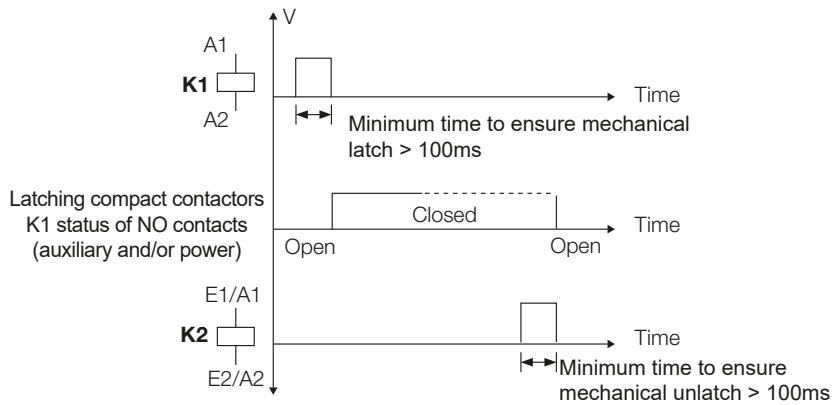 V
A1
K1
A2
Time
Minimum time to ensure mechanical
latch > 100ms
Latching compact contactors
K1 status of NO contacts
(auxiliary and/or power)
Closed
Time
Open
Open
E1/A1
K2
E2/A2
Time
Minimum time to ensure
mechanical unlatch > 100ms